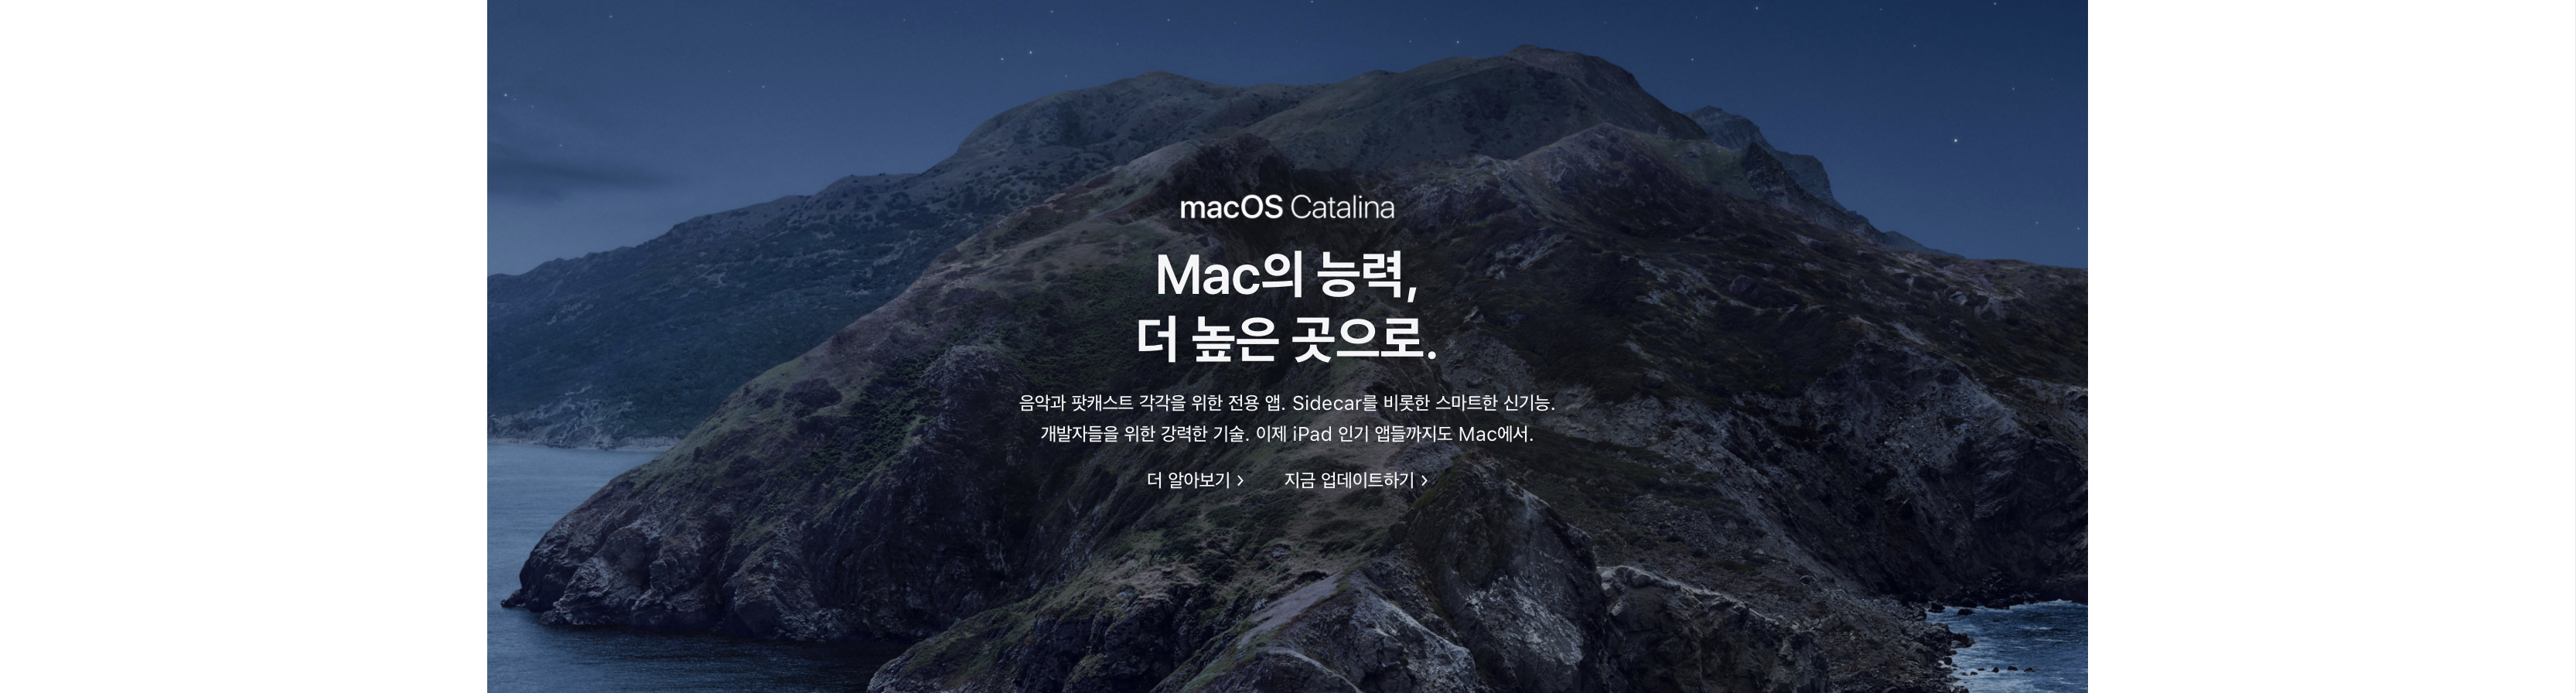 macOS Catalina
Mac의 능력,
더 높은 곳으로.
음악과 팟캐스트 각각을 위한 전용 앱. Sidecar를 비롯한 스마트한 신기능.
개발자들을 위한 강력한 기술. 이제 iPad 인기 앱들까지도 Mac에서.
더 알아보기 > 지금 업데이트하기 >